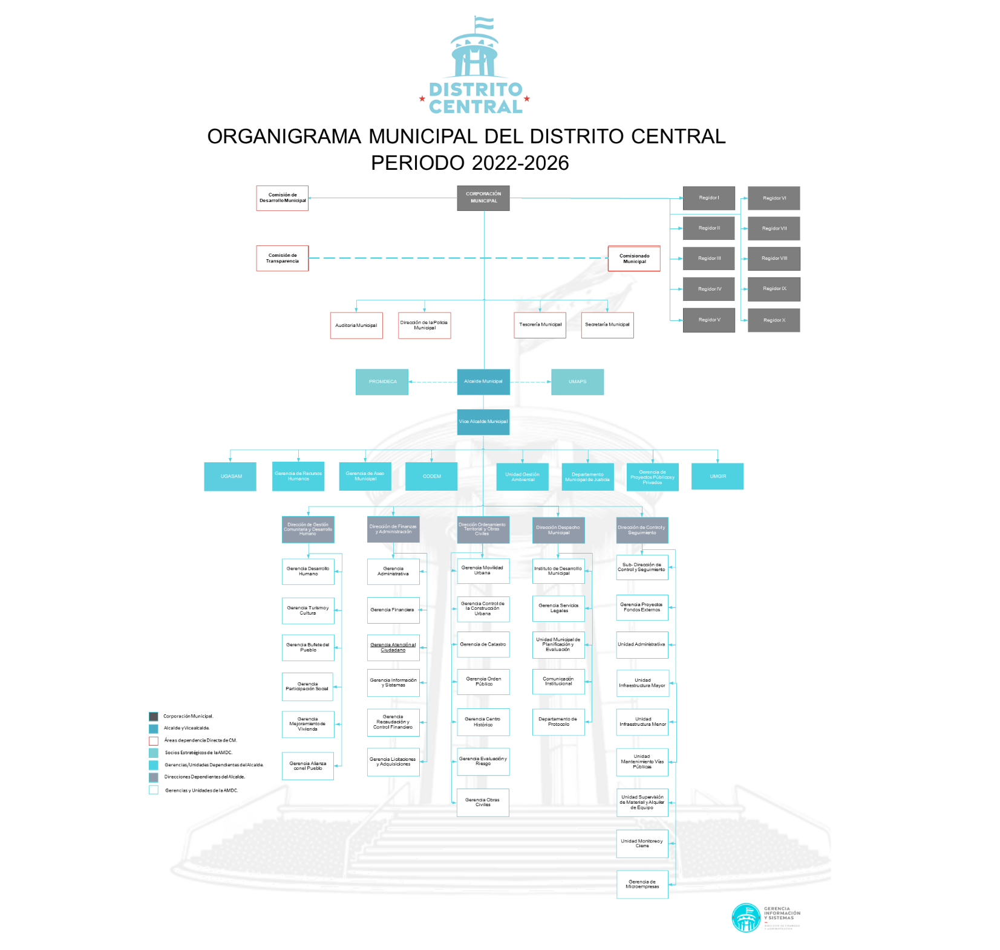 DISTRITO
CENTRAL
ORGANIGRAMA MUNICIPAL DEL DISTRITO CENTRAL
PERIODO 2022-2026
Comisión de
Desarrollo Municipal
CORPORACIÓN
MUNICIPAL
Regidor I
Regidor VI
Regidor II
Regidor VII
Comisión de
Transparencia
Comisionado
Municipal
Regidor III
Regidor VIII
Regidor IV
Regidor IX
Regidor V
Regidor X
Auditoria Municipal
Dirección de la Policia
Municipal
Tesorería Municipal
Secretaría Municipal
PROMDECA
Alcalde Municipal
UMAPS
Vice Alcalde Municipal
UGASAM
Gerencia de Recursos
Humanos
Gerencia de Aseo
Municipal
CODEM
Unidad Gestión
Ambiental
Departamento
Municipal de Justicia
Gerencia de
Proyectos Públicos y
Privados
UMGIR
Dirección de Gestión
Comunitaria y Desarrollo
Humano
Dirección de Finanzas
y Administración
Dirección Ordenamiento
Territorial y Obras
Civiles
Dirección Despacho
Municipal
Dirección de Control y
Seguimiento
Gerencia Desarrollo
Humano
Gerencia Turismo y
Cultura
Gerencia Bufete del
Pueblo
Gerencia
Participación Social
Gerencia
Mejoramiento de
Vivienda
Gerencia Alianza
con el Pueblo
Gerencia
Administrativa
Gerencia Financiera
Gerencia Atención al
Ciudadano
Gerencia Información
y Sistemas
Gerencia
Recaudación y
Control Financiero
Gerencia Licitaciones
y Adquisiciones
Gerencia Movilidad
Urbana
Gerencia Control de
la Construcción
Urbana
Gerencia de Catastro
Gerencia Orden
Público
Gerencia Centro
Histórico
Gerencia Evaluación y
Riesgo
Gerencia Obras
Civiles
Instituto de Desarrollo
Municipal
Gerencia Servicios
Legales
Unidad Municipal de
Planificación y
Evaluación
Comunicación
Institucional
Departamento de
Protocolo
Sub- Dirección de
Control y Seguimiento
Gerencia Proyectos
Fondos Externos
Unidad Administrativa
Unidad
Infraestructura Mayor
Unidad
Infraestructura Menor
Unidad
Mantenimiento Vías
Públicas
Unidad Supervisión
de Material y Alquiler
de Equipo
Unidad Monitoreo y
Cierre
Gerencia de
Microempresas
Corporación Municipal.
Alcalde y Vicealcalde.
Áreas dependencia Directa de CM.
Socios Estratégicos de la AMDC.
Gerencias/Unidades Dependientes del Alcalde.
Direcciones Dependientes del Alcalde.
Gerencias y Unidades de la AMDC.
GERENCIA
INFORMACIÓN
Y SISTEMAS
DIRECCIÓN DE FINANZAS
Y ADMINISTRACIÓN